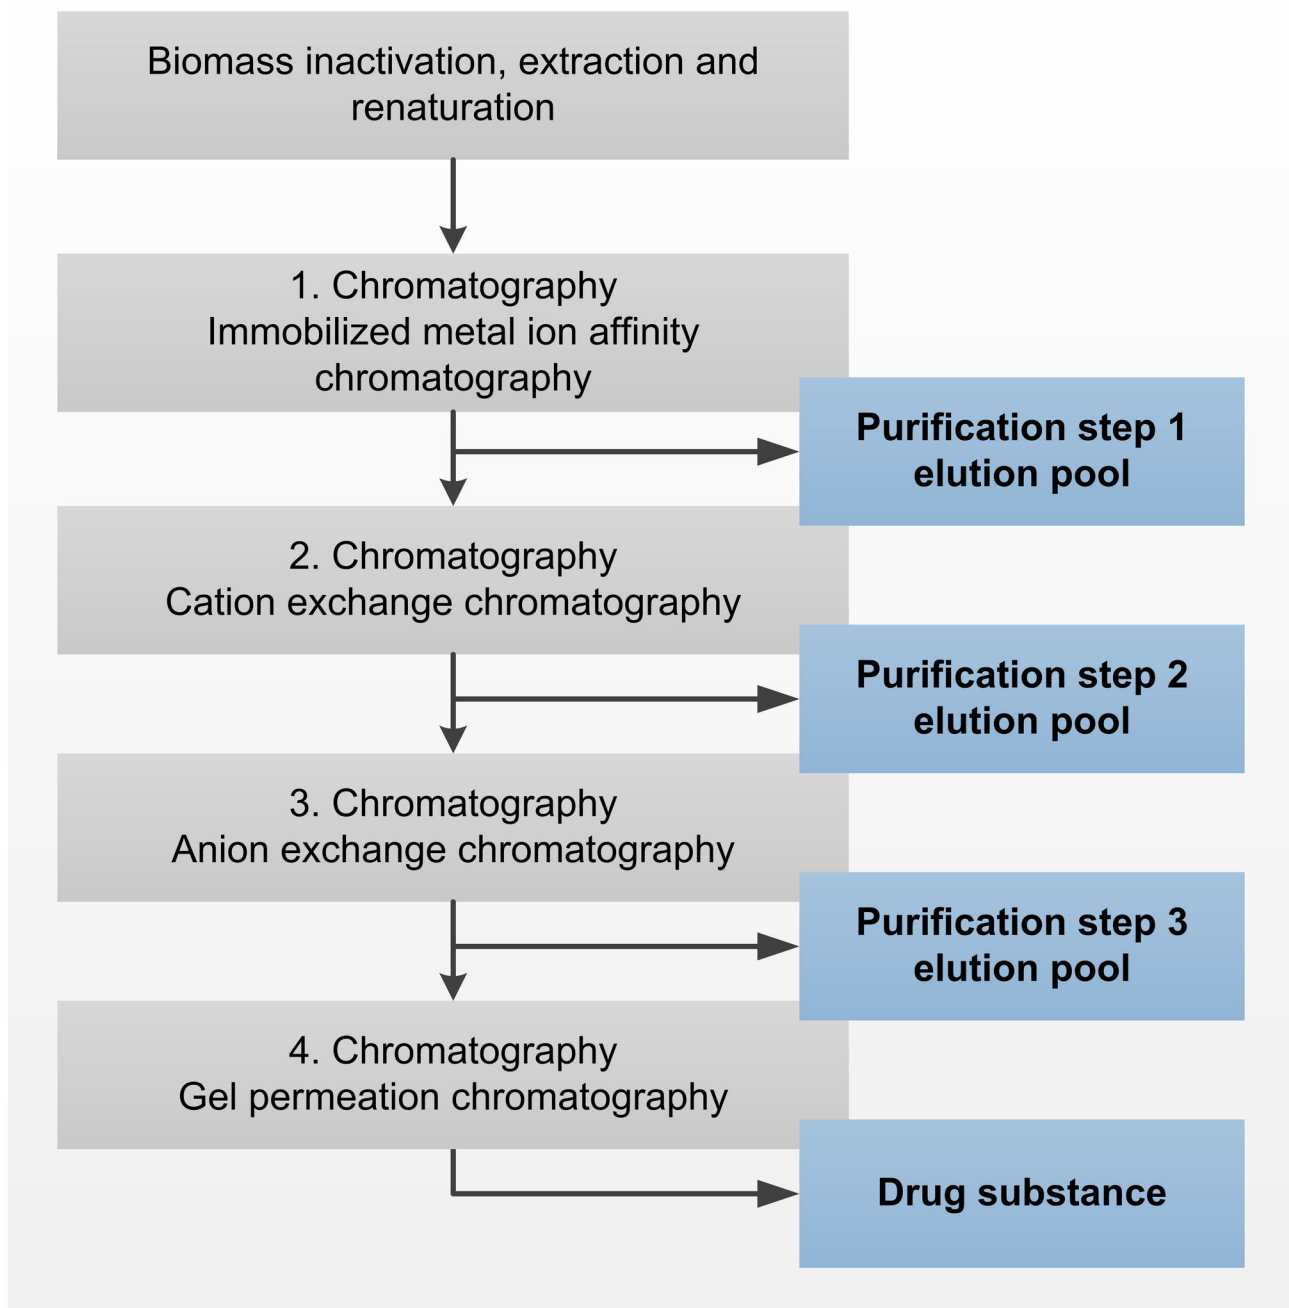 Biomass inactivation, extraction and
renaturation
1. Chromatography
Immobilized metal ion affinity
chromatography
Purification step 1
elution pool
2. Chromatography
Cation exchange chromatography
Purification step 2
elution pool
3. Chromatography
Anion exchange chromatography
Purification step 3
elution pool
4. Chromatography
Gel permeation chromatography
Drug substance